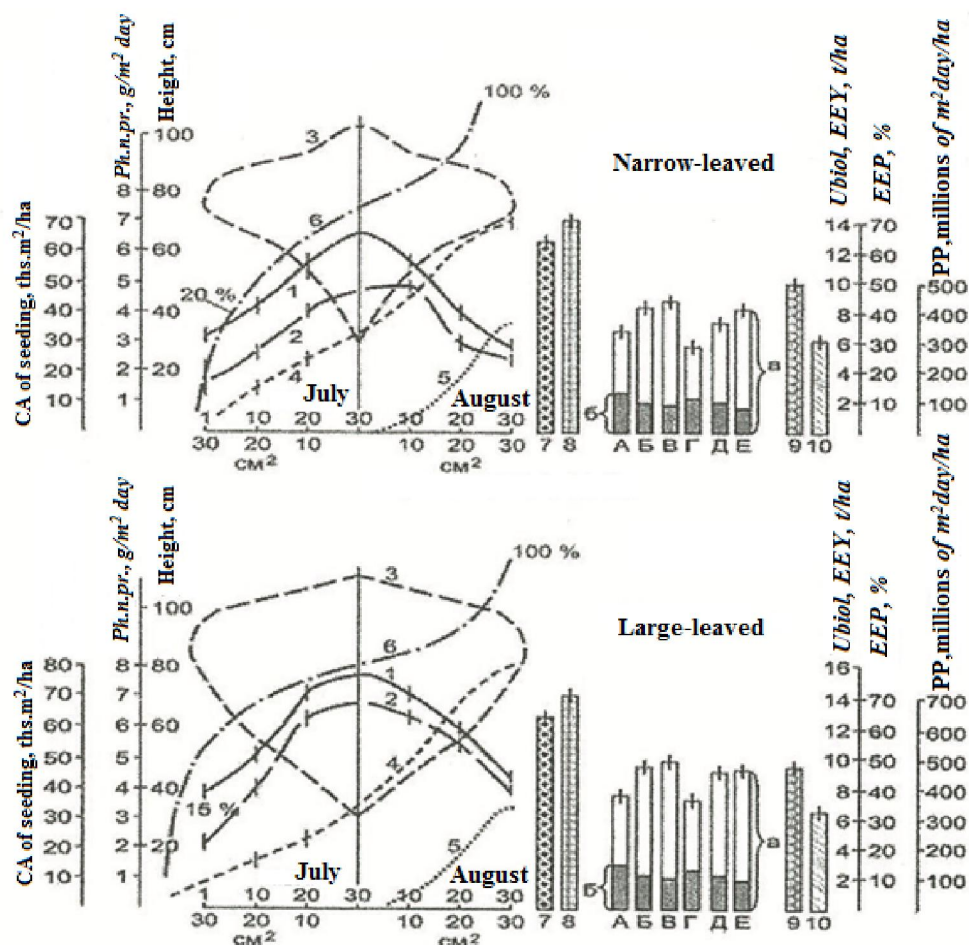 CA of seeding, ths.m²/ha
Ph.n.pr., g/m² day
Height, cm
70
60
50
40
30
20
10
8
7
6
5
4
3
2
1
100
80
60
40
20
100 %
20 %
3
6
1
2
4
5
July
August
30 10 20 30 10 20 30
20 10 10 20
см² см²
7 8
Narrow-leaved
б
а
А Б В Г Д Е
9 10
Ubiol, EEY, t/ha
EEP, %
PP,millions of m²day/ha
14 70
12 60
10 50
8 40
6 30
4 20
2 10
500
400
300
200
100
CA of seeding, ths.m²/ha
Ph.n.pr., g/m² day
Height, cm
80
70
60
50
40
30
20
10
8
7
6
5
4
3
2
1
100
80
60
40
20
100 %
15 %
3
6
1
2
4
5
July
August
30 10 20 30 10 20 30
20 10 10 20
см² см²
7 8
Large-leaved
б
а
А Б В Г Д Е
9 10
Ubiol, EEY, t/ha
EEP, %
PP,millions of m²day/ha
16
14 70
12 60
10 50
8 40
6 30
4 20
2 10
700
600
500
400
300
200
100